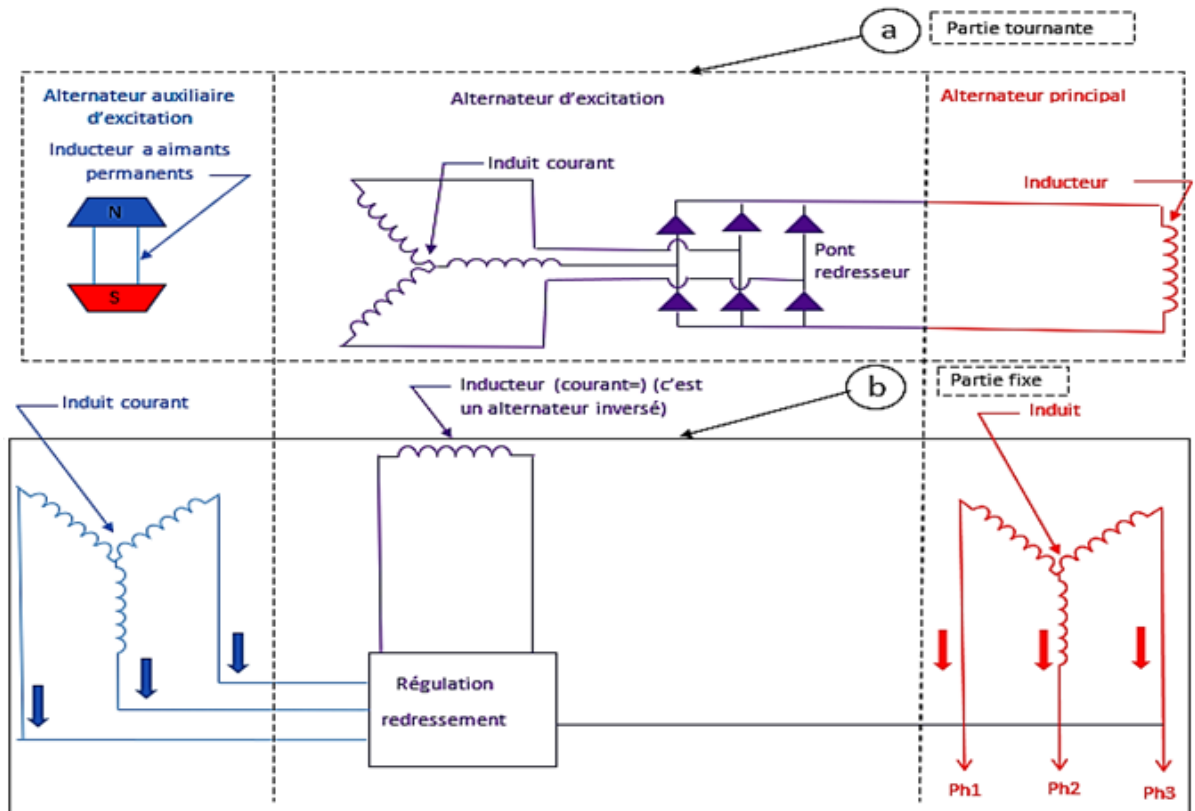 a
Partie tournante
Alternateur auxiliaire
d'excitation
Inducteur a aimants
permanents
N
S
Alternateur d'excitation
Induit courant
Pont
redresseur
Alternateur principal
Inducteur
Induit courant
Inducteur (courant=) (c'est
un alternateur inversé)
b
Partie fixe
Induit
Régulation
redressement
Ph1
Ph2
Ph3